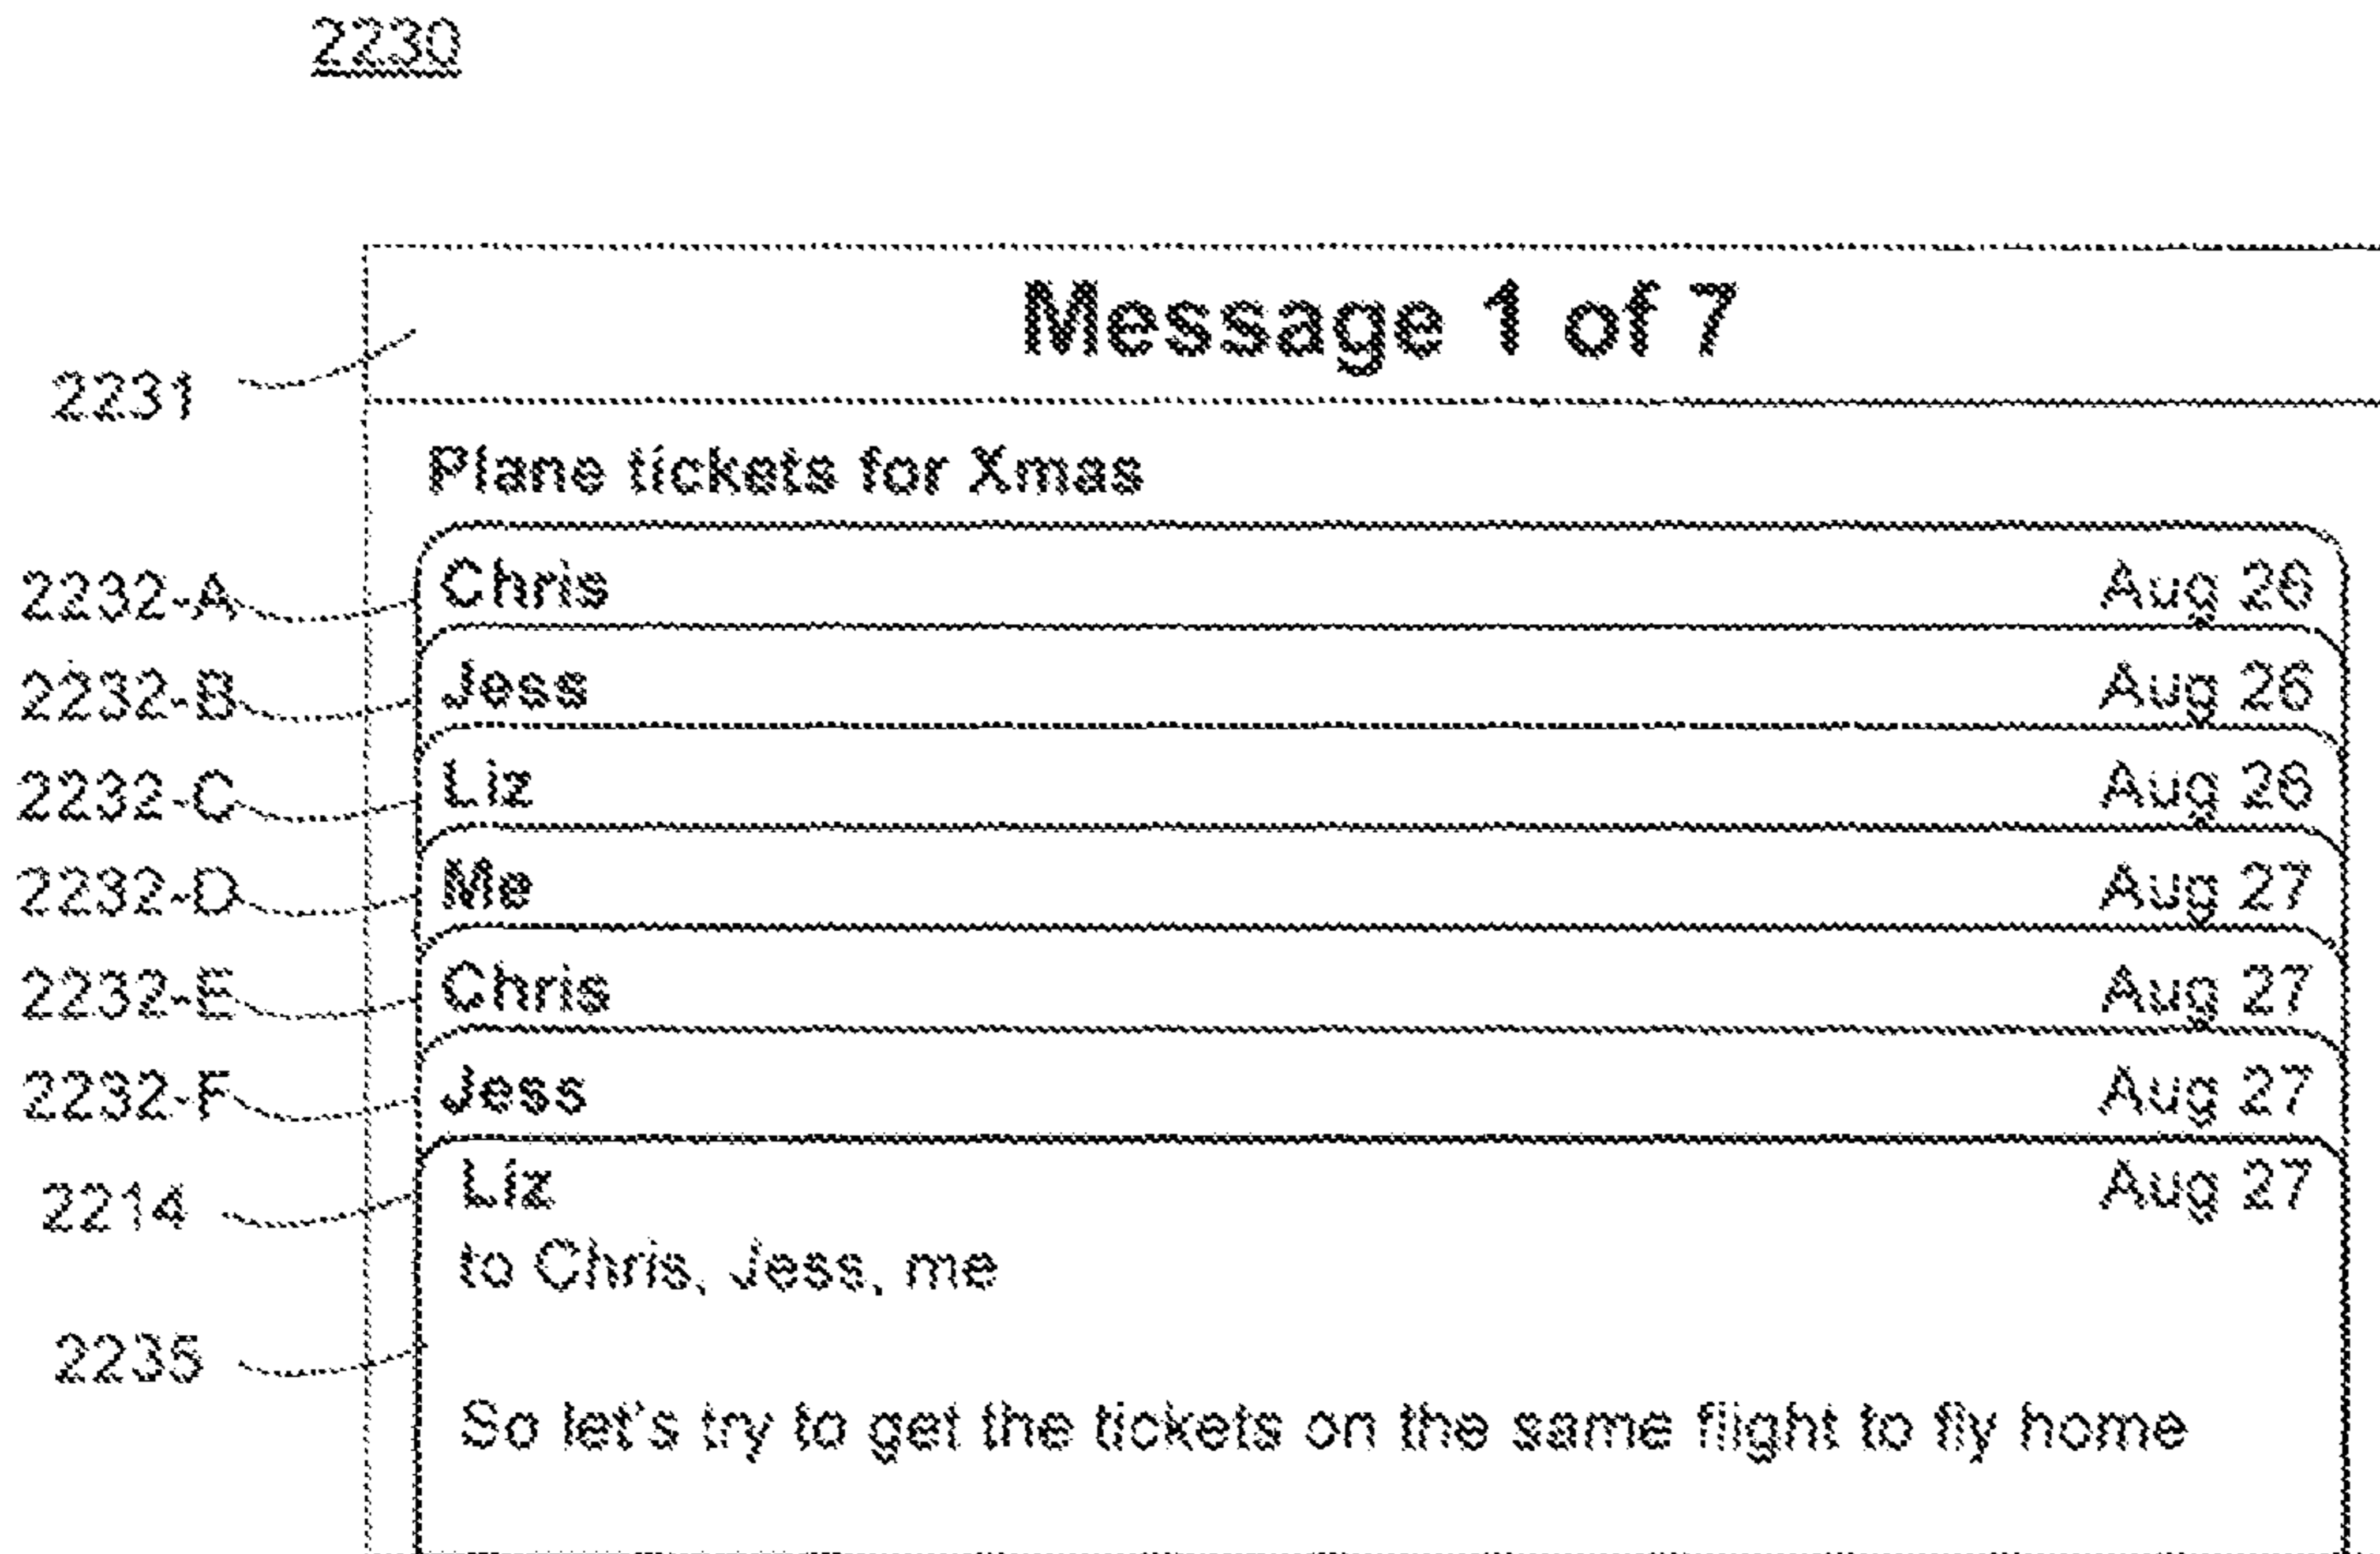 2230
Message 1 of 7
2231
Plane tickets for Xmas
2232-A Chris Aug 26
2232-B Jess Aug 26
2232-C Liz Aug 26
2232-D Me Aug 27
2232-E Chris Aug 27
2232-F Jess Aug 27
2214 Liz Aug 27
to Chris, Jess, me
2235
So let's try to get the tickets on the same flight to fly home